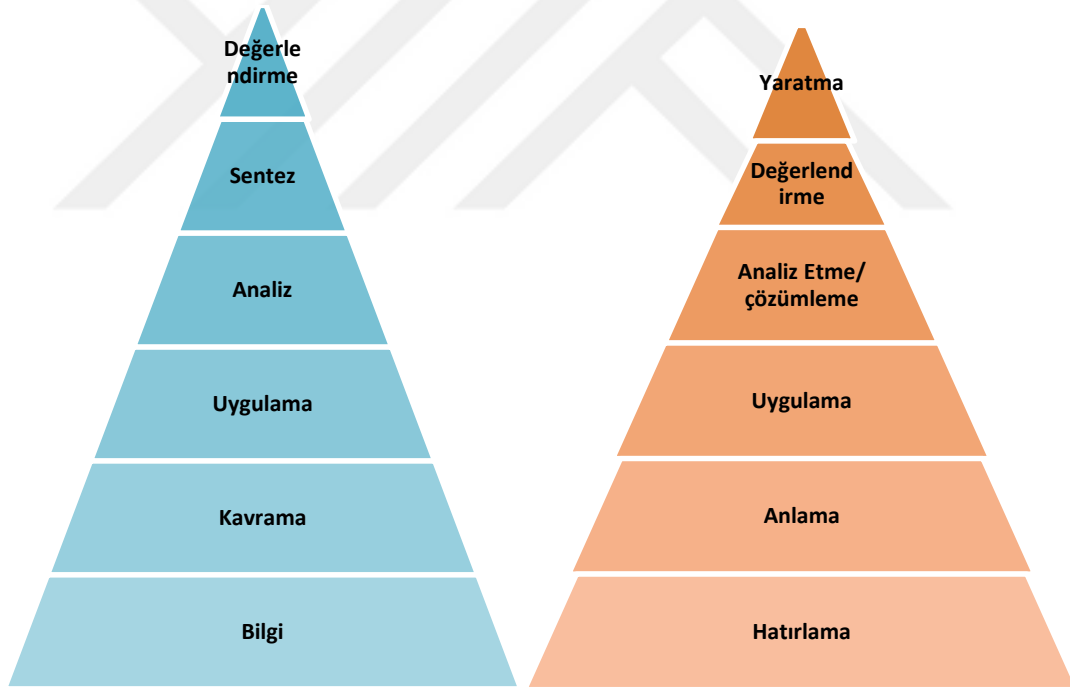 Değerle
ndirme
Sentez
Analiz
Uygulama
Kavrama
Bilgi
Yaratma
Değerlend
irme
Analiz Etme/
çözümleme
Uygulama
Anlama
Hatırlama